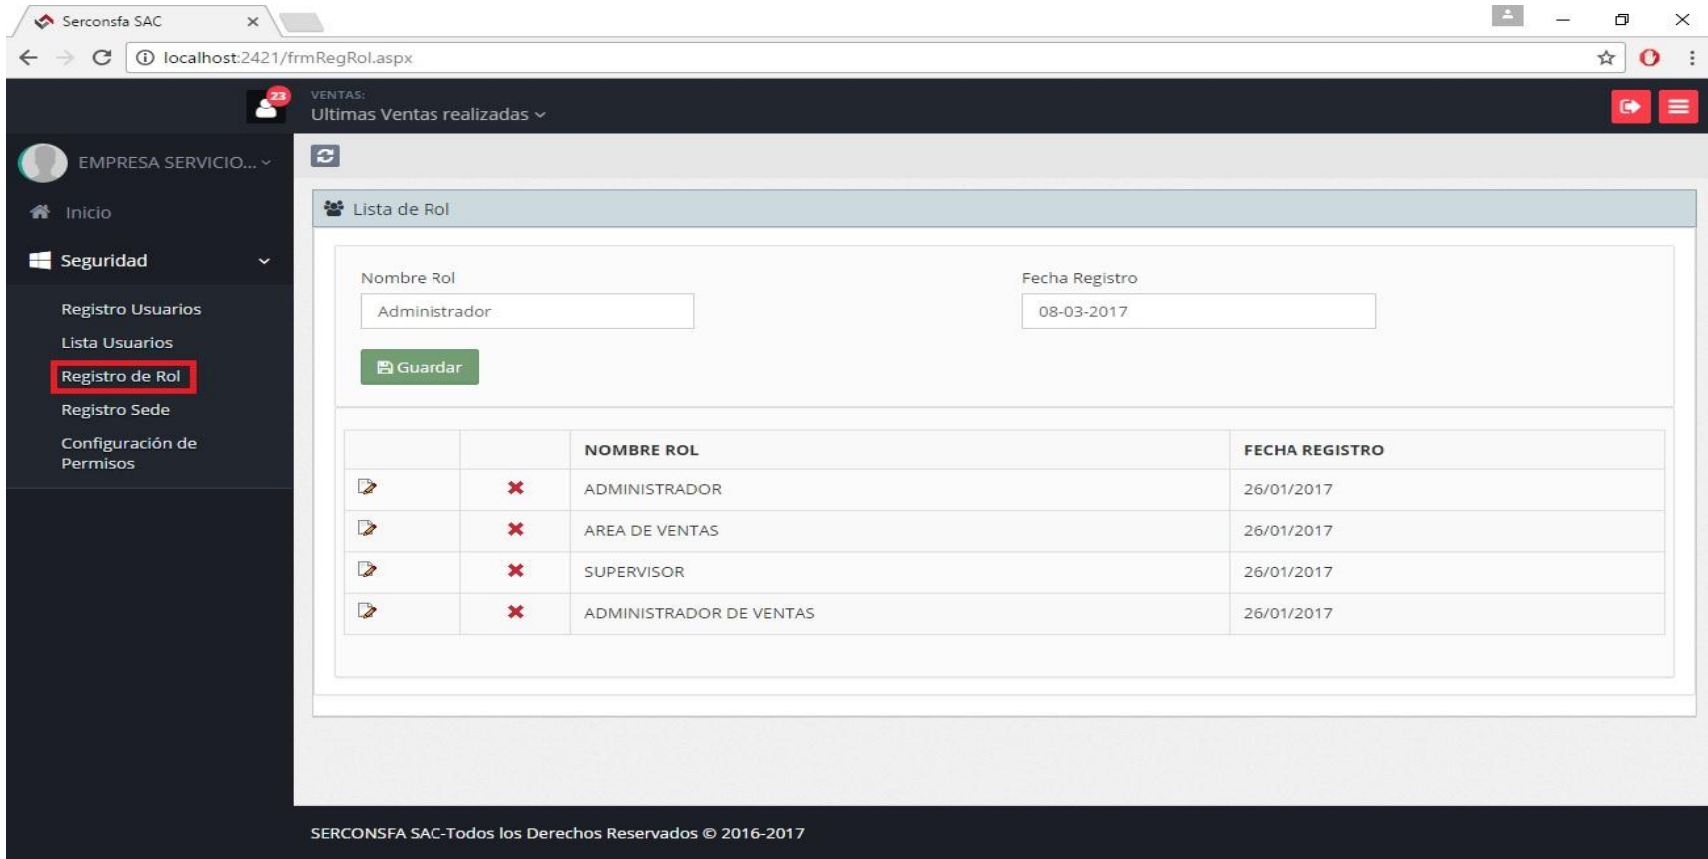 Serconsfa SAC
localhost:2421/frmRegRol.aspx
23
VENTAS:
Ultimas Ventas realizadas
EMPRESA SERVICIO...
Inicio
Seguridad
Registro Usuarios
Lista Usuarios
Registro de Rol
Registro Sede
Configuración de
Permisos
Lista de Rol
Nombre Rol
Fecha Registro
Administrador
08-03-2017
Guardar
NOMBRE ROL FECHA REGISTRO
ADMINISTRADOR 26/01/2017
AREA DE VENTAS 26/01/2017
SUPERVISOR 26/01/2017
ADMINISTRADOR DE VENTAS 26/01/2017
SERCONSFA SAC-Todos los Derechos Reservados © 2016-2017